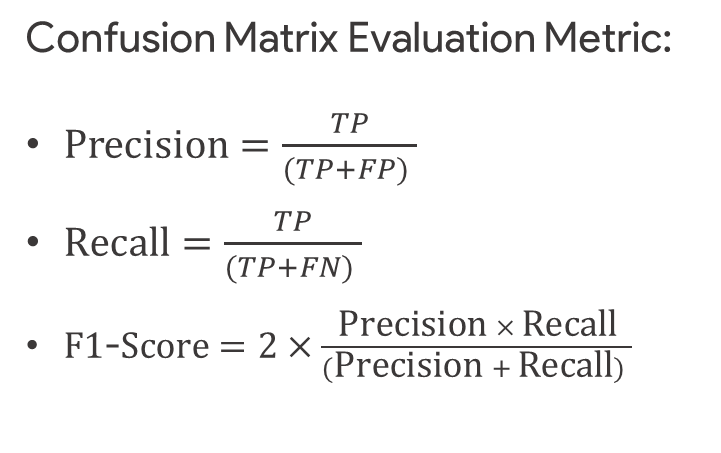 Confusion Matrix Evaluation Metric:
• Precision = TP / (TP+FP)
• Recall = TP / (TP+FN)
• F1-Score = 2 × Precision × Recall / (Precision + Recall)